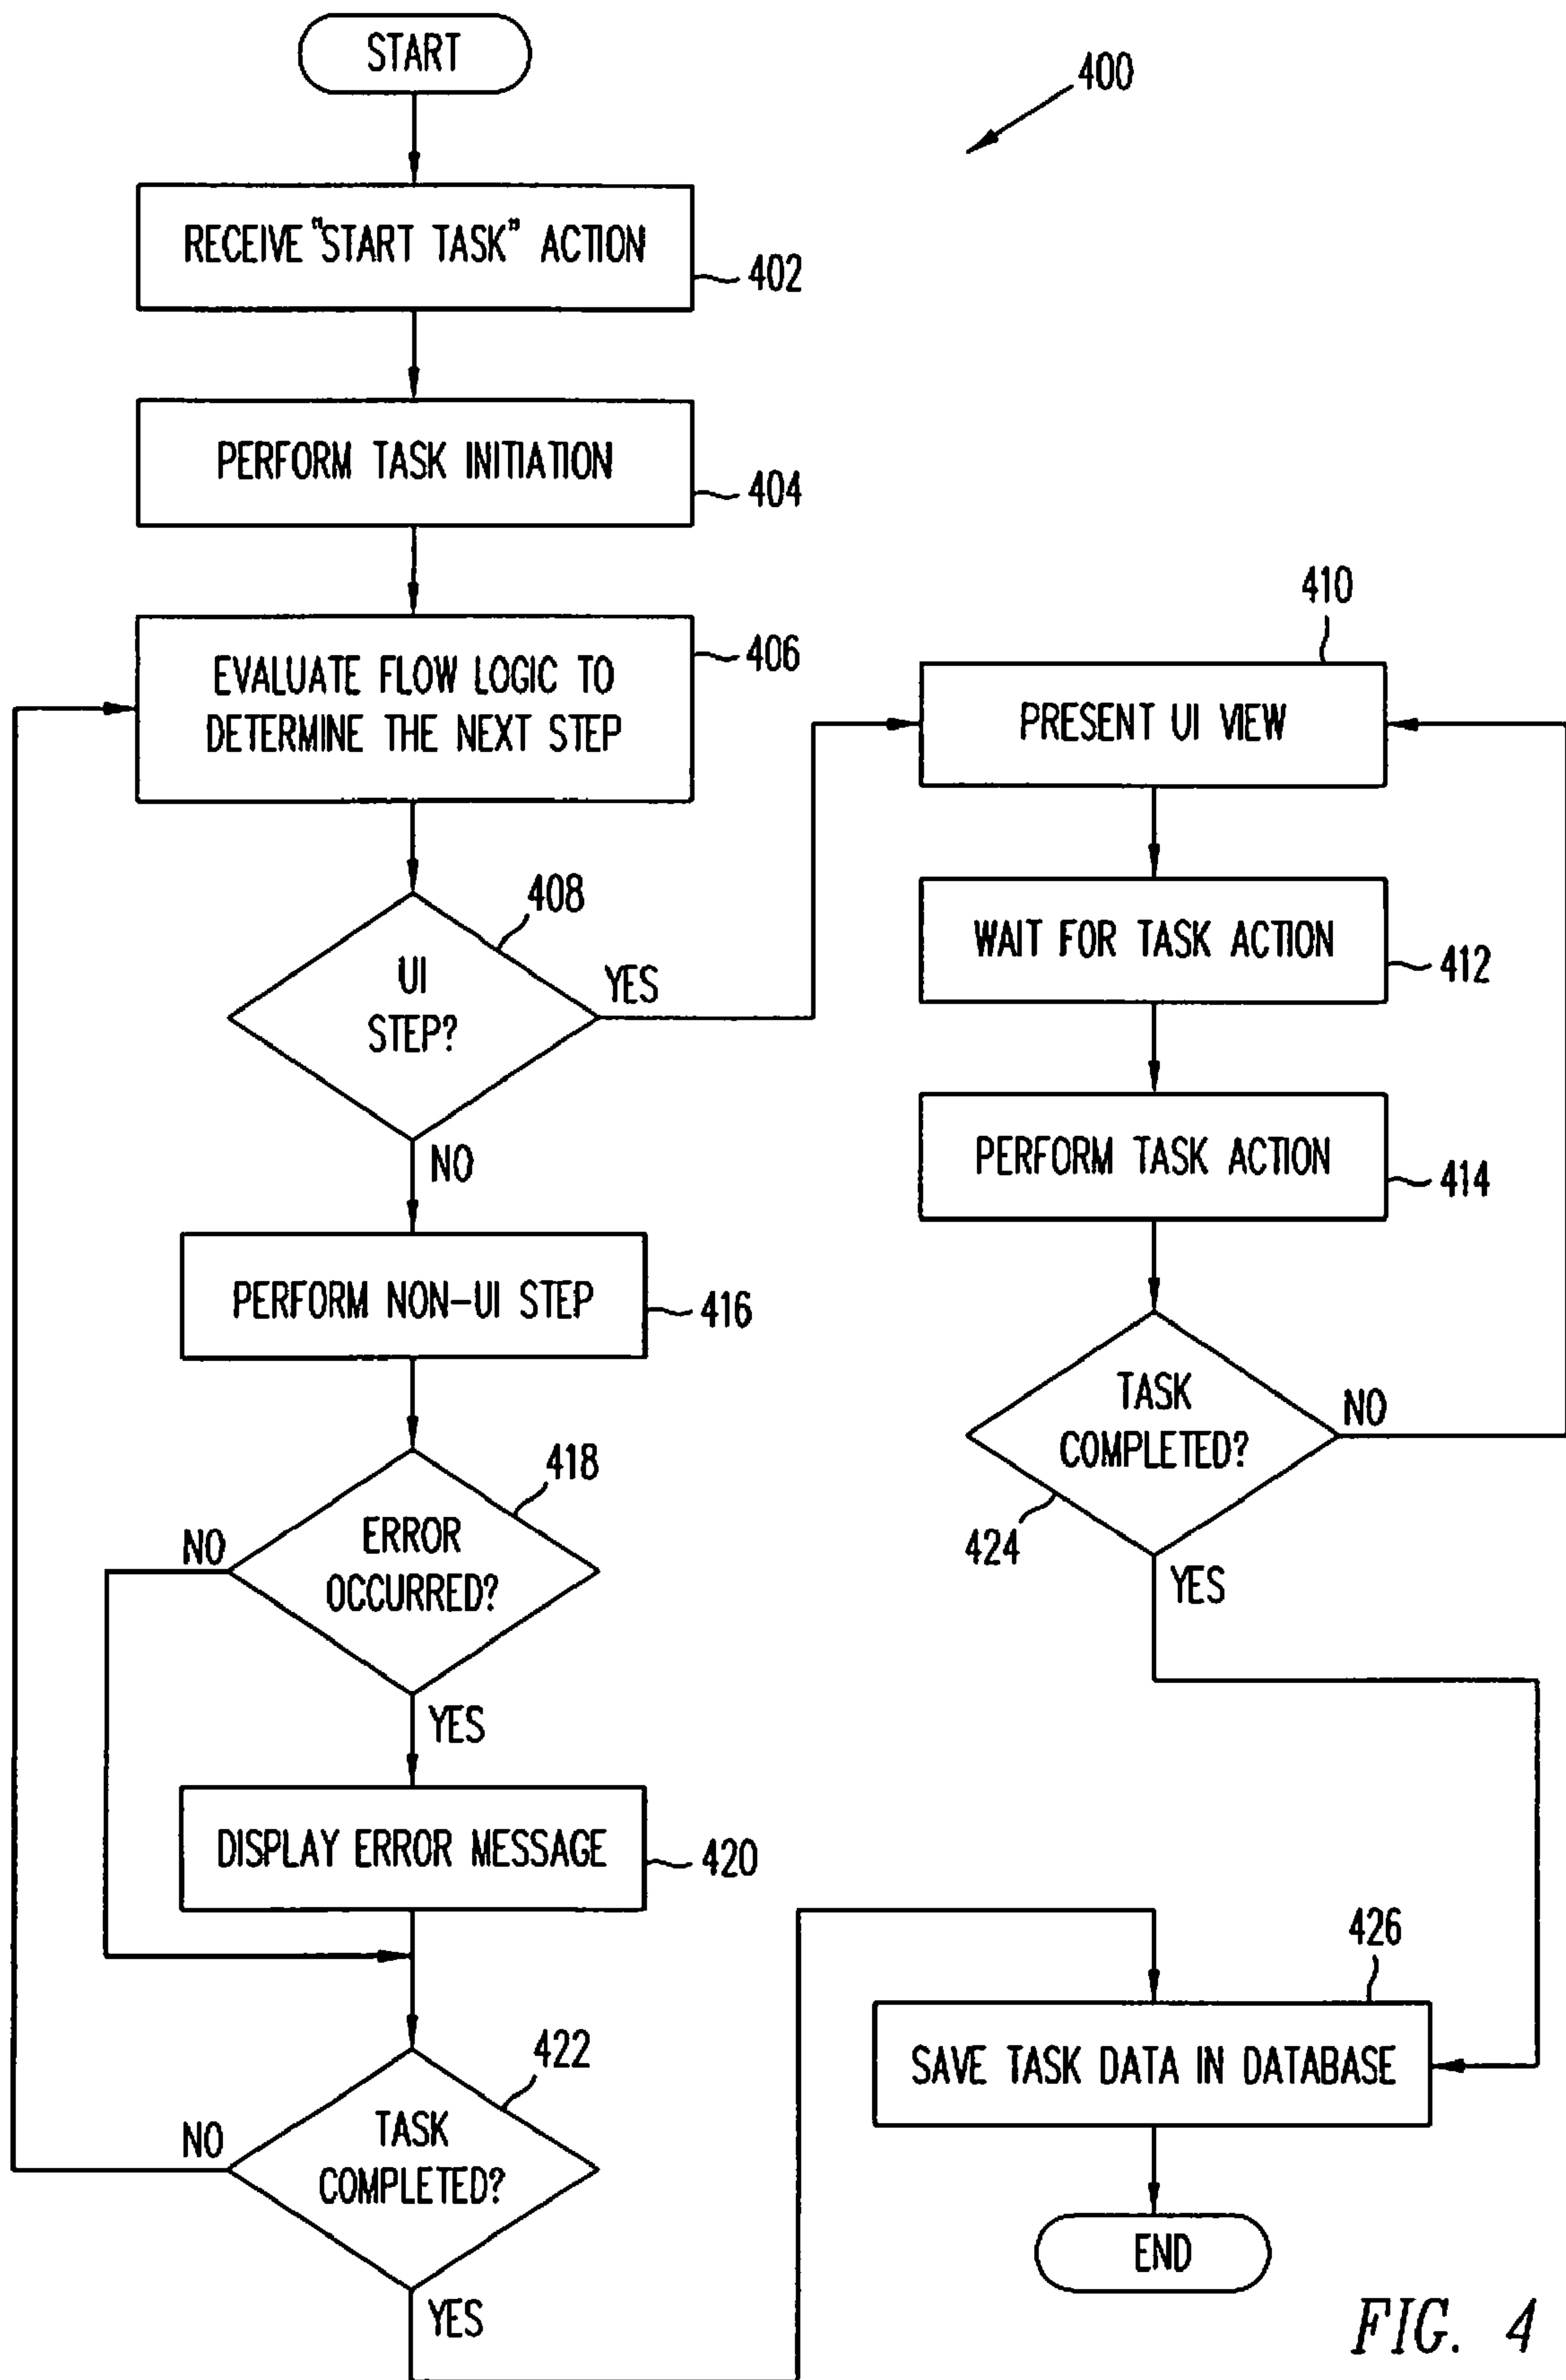 START
400
RECEIVE "START TASK" ACTION
402
PERFORM TASK INITIATION
404
EVALUATE FLOW LOGIC TO
DETERMINE THE NEXT STEP
406
UI
STEP?
408
YES
NO
410
PRESENT UI VIEW
WAIT FOR TASK ACTION
412
PERFORM TASK ACTION
414
PERFORM NON-UI STEP
416
ERROR
OCCURRED?
418
NO
YES
TASK
COMPLETED?
424
NO
YES
DISPLAY ERROR MESSAGE
420
TASK
COMPLETED?
422
NO
YES
426
SAVE TASK DATA IN DATABASE
END
FIG. 4